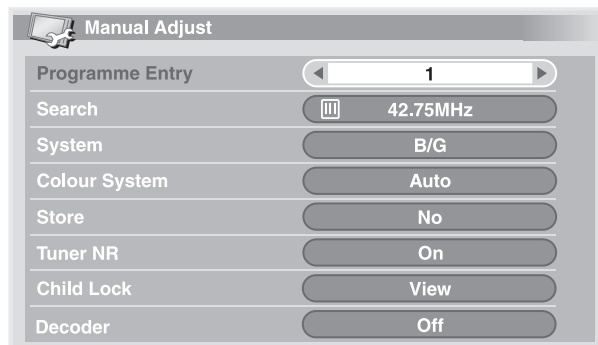 Manual Adjust
Programme Entry 1
Search 42.75MHz
System B/G
Colour System Auto
Store No
Tuner NR On
Child Lock View
Decoder Off